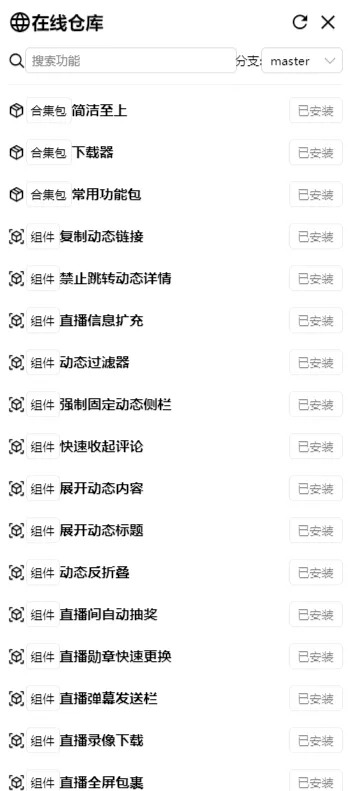 在线仓库
搜索功能 分支: master
合集包 简洁至上 已安装
合集包 下载器 已安装
合集包 常用功能包 已安装
组件 复制动态链接 已安装
组件 禁止跳转动态详情 已安装
组件 直播信息扩充 已安装
组件 动态过滤器 已安装
组件 强制固定动态侧栏 已安装
组件 快速收起评论 已安装
组件 展开动态内容 已安装
组件 展开动态标题 已安装
组件 动态反折叠 已安装
组件 直播间自动抽奖 已安装
组件 直播勋章快速更换 已安装
组件 直播弹幕发送栏 已安装
组件 直播录像下载 已安装
组件 直播全屏包裹 已安装